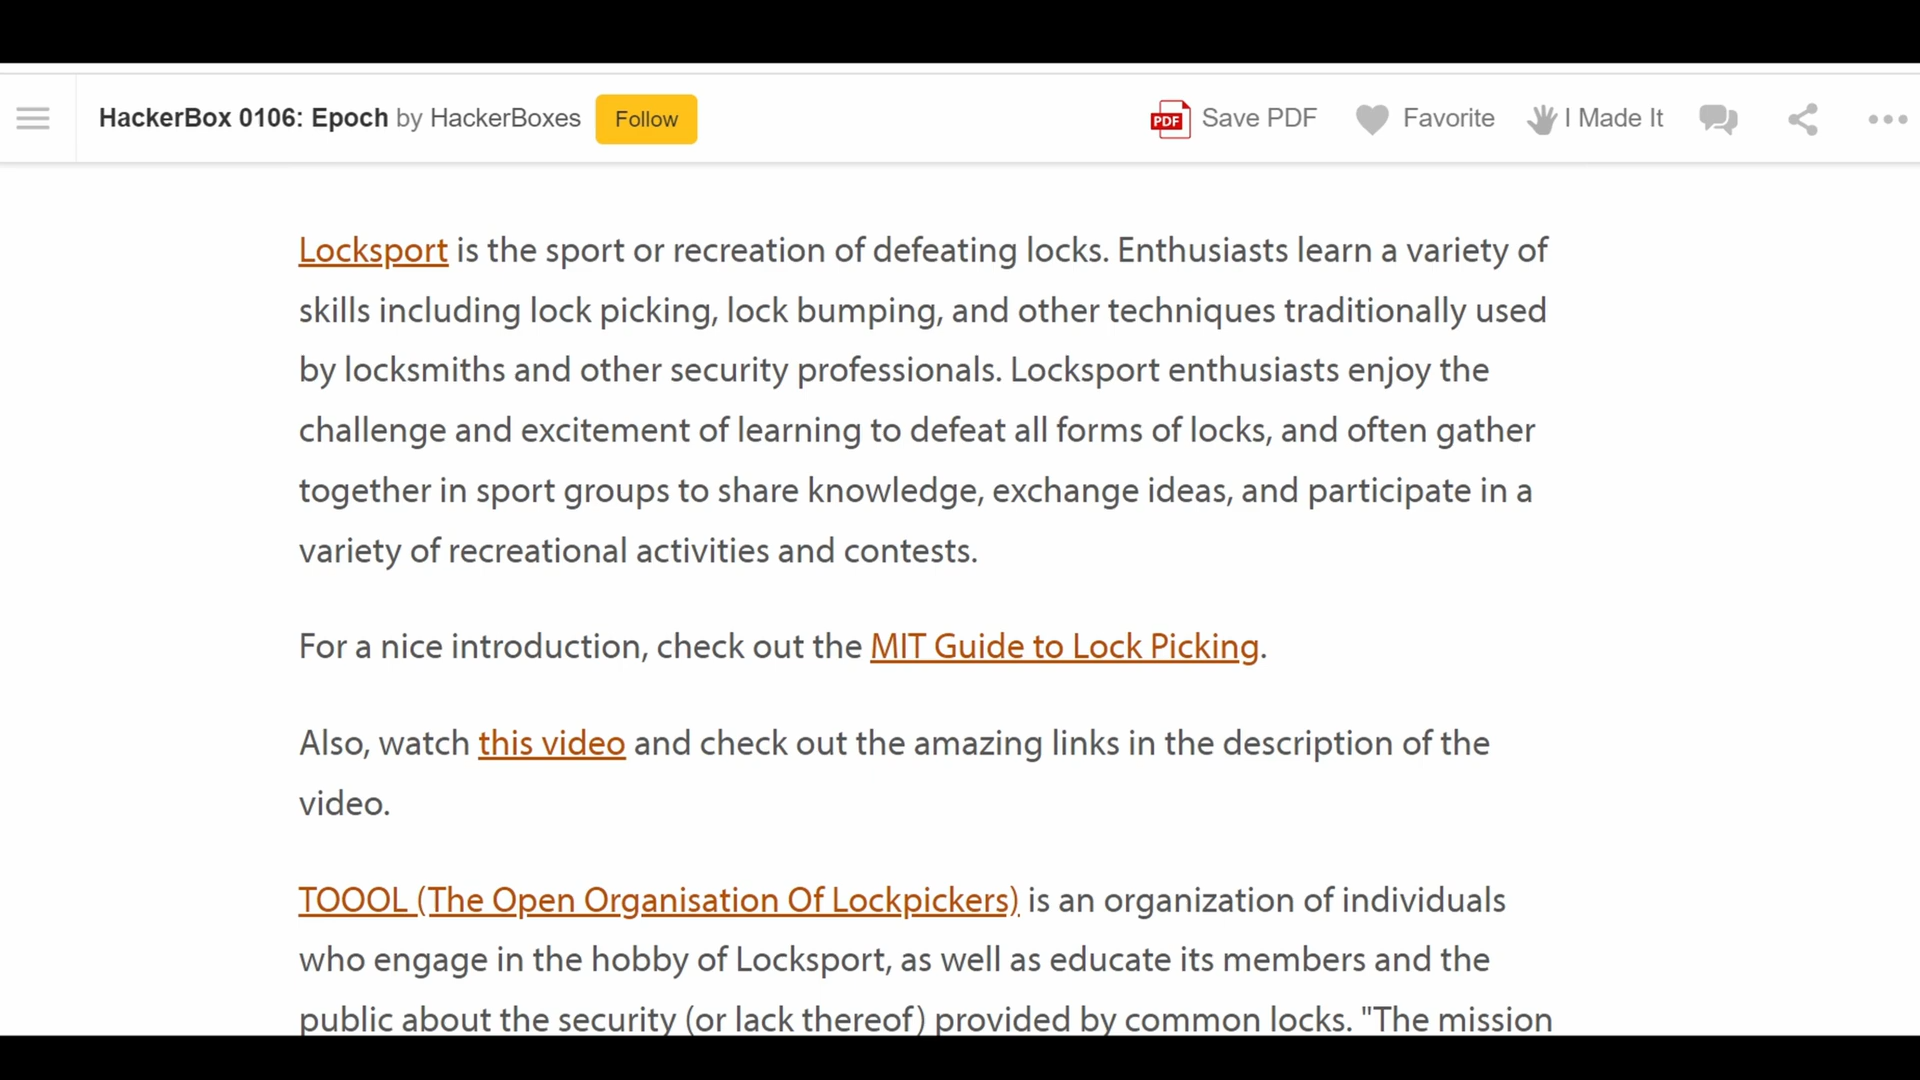 HackerBox 0106: Epoch by HackerBoxes Follow PDF Save PDF Favorite I Made It
Locksport is the sport or recreation of defeating locks. Enthusiasts learn a variety of
skills including lock picking, lock bumping, and other techniques traditionally used
by locksmiths and other security professionals. Locksport enthusiasts enjoy the
challenge and excitement of learning to defeat all forms of locks, and often gather
together in sport groups to share knowledge, exchange ideas, and participate in a
variety of recreational activities and contests.
For a nice introduction, check out the MIT Guide to Lock Picking.
Also, watch this video and check out the amazing links in the description of the
video.
TOOOL (The Open Organisation Of Lockpickers) is an organization of individuals
who engage in the hobby of Locksport, as well as educate its members and the
public about the security (or lack thereof) provided by common locks. "The mission